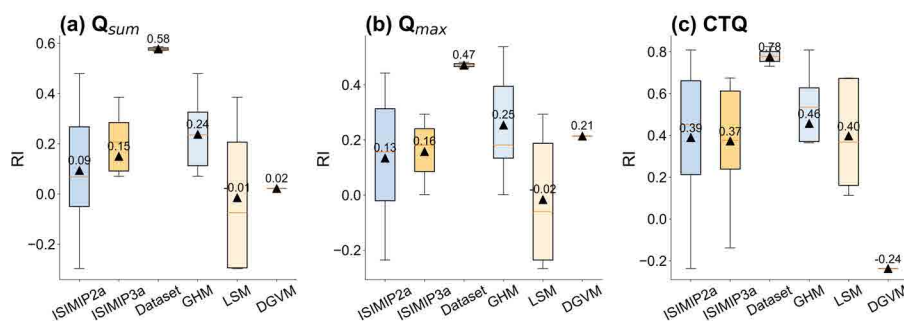 (a) Q_sum
RI
0.6
0.4
0.2
0.0
−0.2
0.09
0.15
0.58
0.24
-0.01
0.02
ISIMIP2a
ISIMIP3a
Dataset
GHM
LSM
DGVM
(b) Q_max
RI
0.4
0.2
0.0
−0.2
0.13
0.16
0.47
0.25
-0.02
0.21
ISIMIP2a
ISIMIP3a
Dataset
GHM
LSM
DGVM
(c) CTQ
RI
0.8
0.6
0.4
0.2
0.0
−0.2
0.39
0.37
0.78
0.46
0.40
-0.24
ISIMIP2a
ISIMIP3a
Dataset
GHM
LSM
DGVM